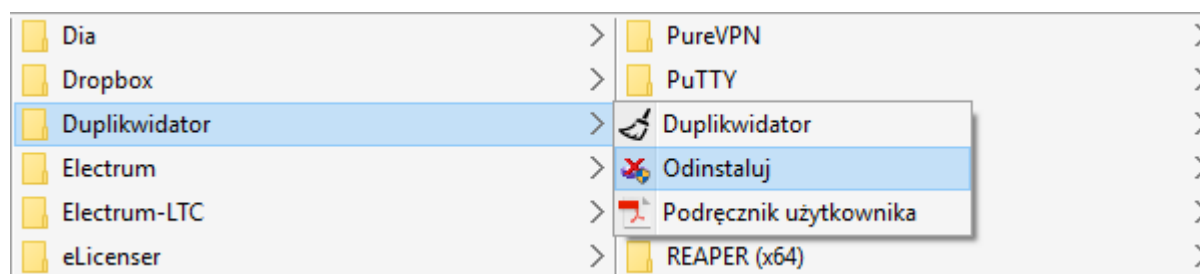 Dia
Dropbox
Duplikwidator
Electrum
Electrum-LTC
eLicenser
PureVPN
PuTTY
Duplikwidator
Odinstaluj
Podręcznik użytkownika
REAPER (x64)